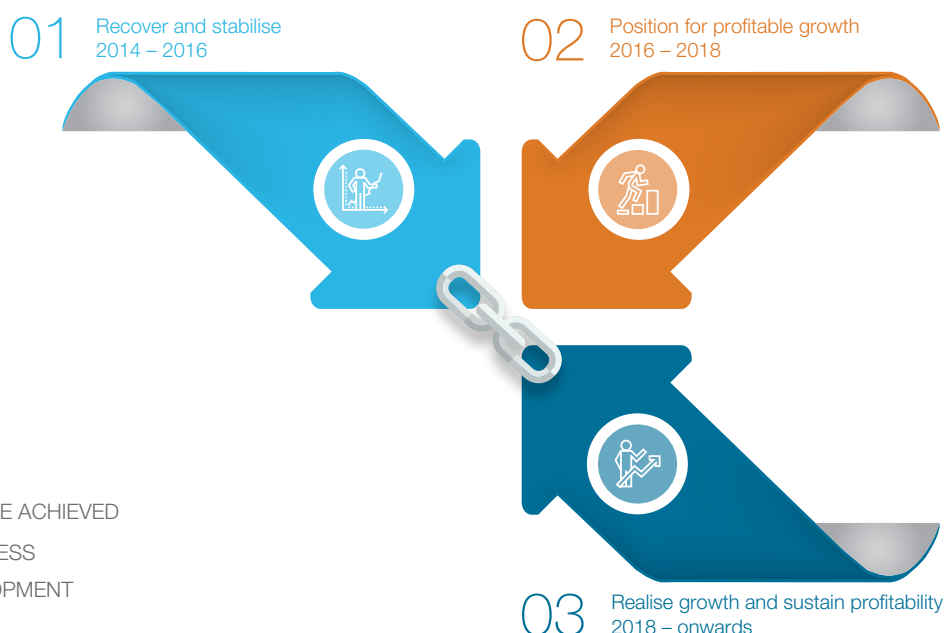 01
Recover and stabilise
2014 – 2016
02
Position for profitable growth
2016 – 2018
E ACHIEVED
ESS
OPMENT
03
Realise growth and sustain profitability
2018 – onwards